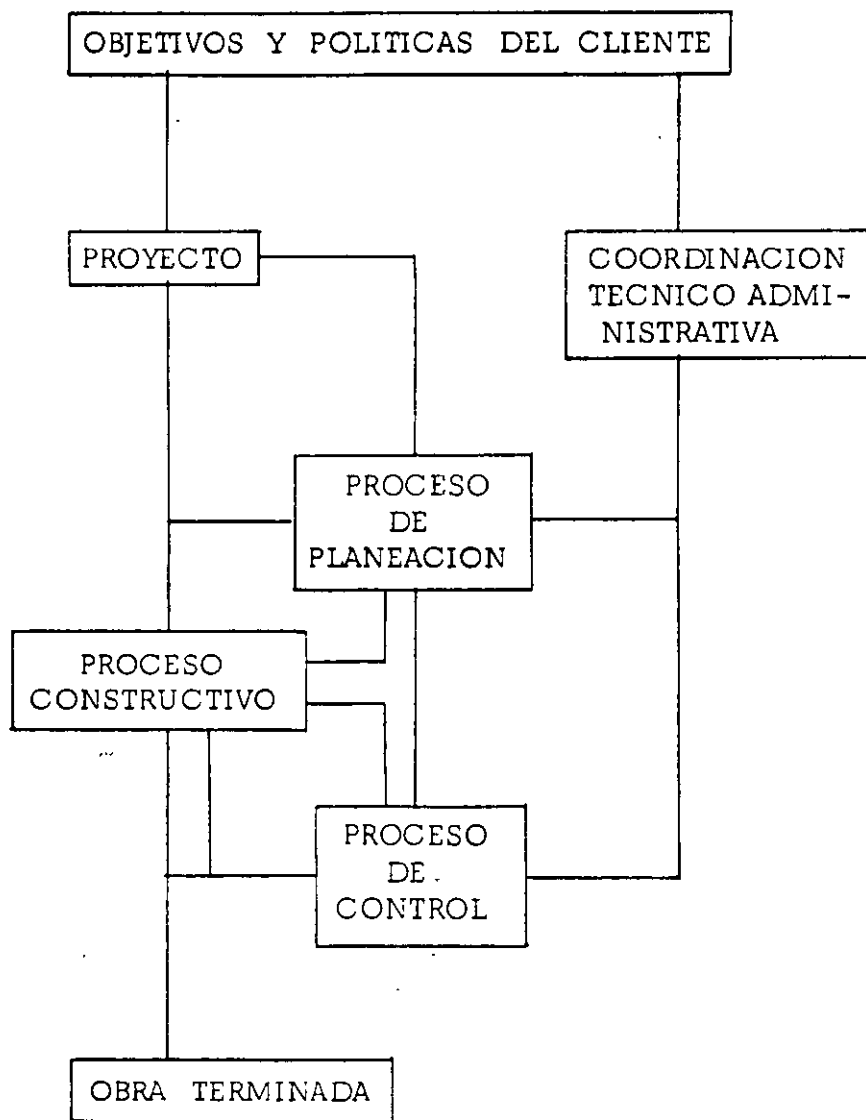 OBJETIVOS Y POLITICAS DEL CLIENTE
PROYECTO
COORDINACION
TECNICO ADMI-
NISTRATIVA
PROCESO
DE
PLANEACION
PROCESO
CONSTRUCTIVO
PROCESO
DE
CONTROL
OBRA TERMINADA